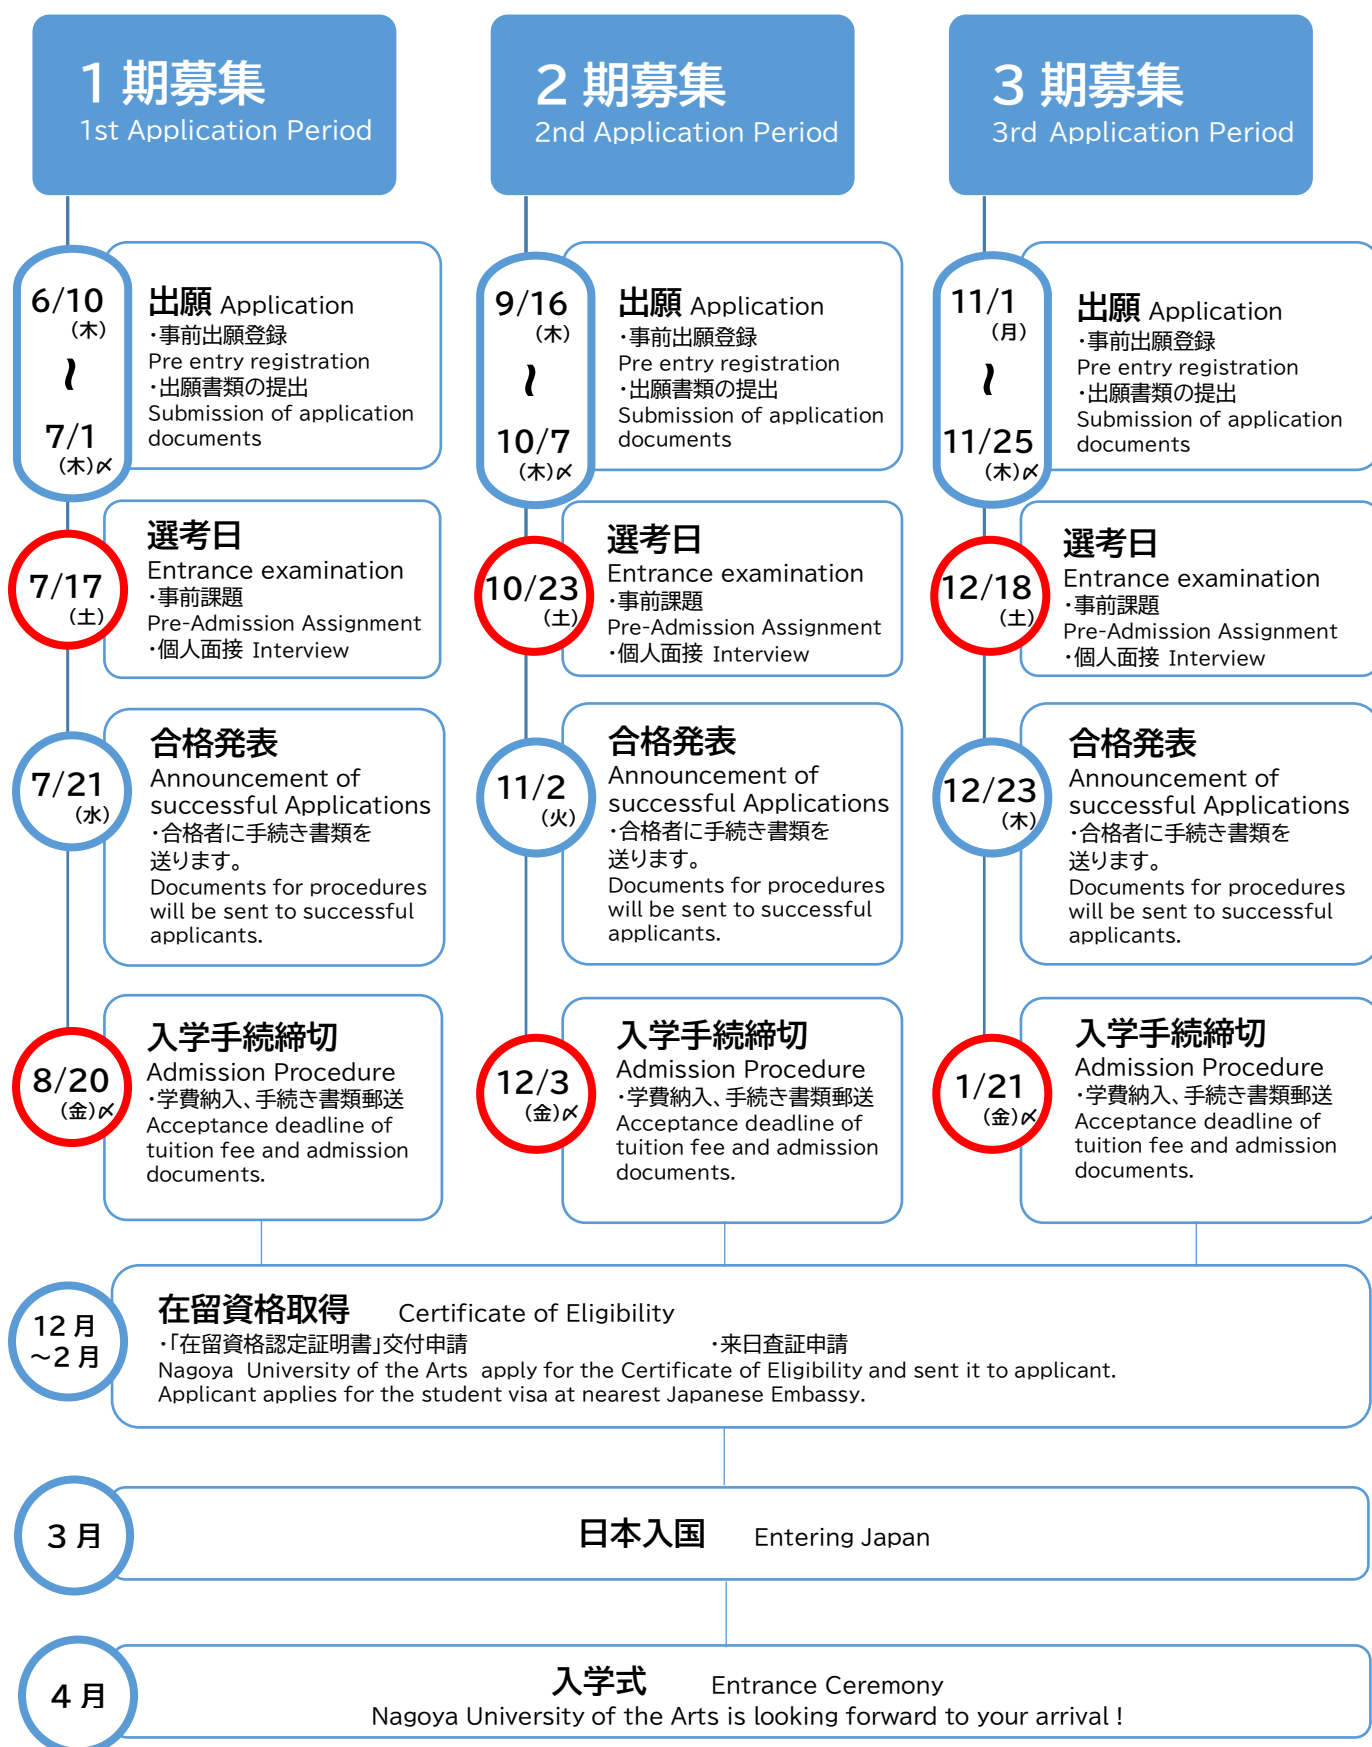 1 期募集
1st Application Period
6/10
(木)
~
7/1
(木)〆
出願 Application
・事前出願登録
Pre entry registration
・出願書類の提出
Submission of application
documents
7/17
(土)
選考日
Entrance examination
・事前課題
Pre-Admission Assignment
・個人面接 Interview
7/21
(水)
合格発表
Announcement of
successful Applications
・合格者に手続き書類を
送ります。
Documents for procedures
will be sent to successful
applicants.
8/20
(金)〆
入学手続締切
Admission Procedure
・学費納入、手続き書類郵送
Acceptance deadline of
tuition fee and admission
documents.
2 期募集
2nd Application Period
9/16
(木)
~
10/7
(木)〆
出願 Application
・事前出願登録
Pre entry registration
・出願書類の提出
Submission of application
documents
10/23
(土)
選考日
Entrance examination
・事前課題
Pre-Admission Assignment
・個人面接 Interview
11/2
(火)
合格発表
Announcement of
successful Applications
・合格者に手続き書類を
送ります。
Documents for procedures
will be sent to successful
applicants.
12/3
(金)〆
入学手続締切
Admission Procedure
・学費納入、手続き書類郵送
Acceptance deadline of
tuition fee and admission
documents.
3 期募集
3rd Application Period
11/1
(月)
~
11/25
(木)〆
出願 Application
・事前出願登録
Pre entry registration
・出願書類の提出
Submission of application
documents
12/18
(土)
選考日
Entrance examination
・事前課題
Pre-Admission Assignment
・個人面接 Interview
12/23
(木)
合格発表
Announcement of
successful Applications
・合格者に手続き書類を
送ります。
Documents for procedures
will be sent to successful
applicants.
1/21
(金)〆
入学手続締切
Admission Procedure
・学費納入、手続き書類郵送
Acceptance deadline of
tuition fee and admission
documents.
12 月
～2 月
在留資格取得 Certificate of Eligibility
・「在留資格認定証明書」交付申請 ・来日査証申請
Nagoya University of the Arts apply for the Certificate of Eligibility and sent it to applicant.
Applicant applies for the student visa at nearest Japanese Embassy.
3 月
日本入国 Entering Japan
4 月
入学式 Entrance Ceremony
Nagoya University of the Arts is looking forward to your arrival !